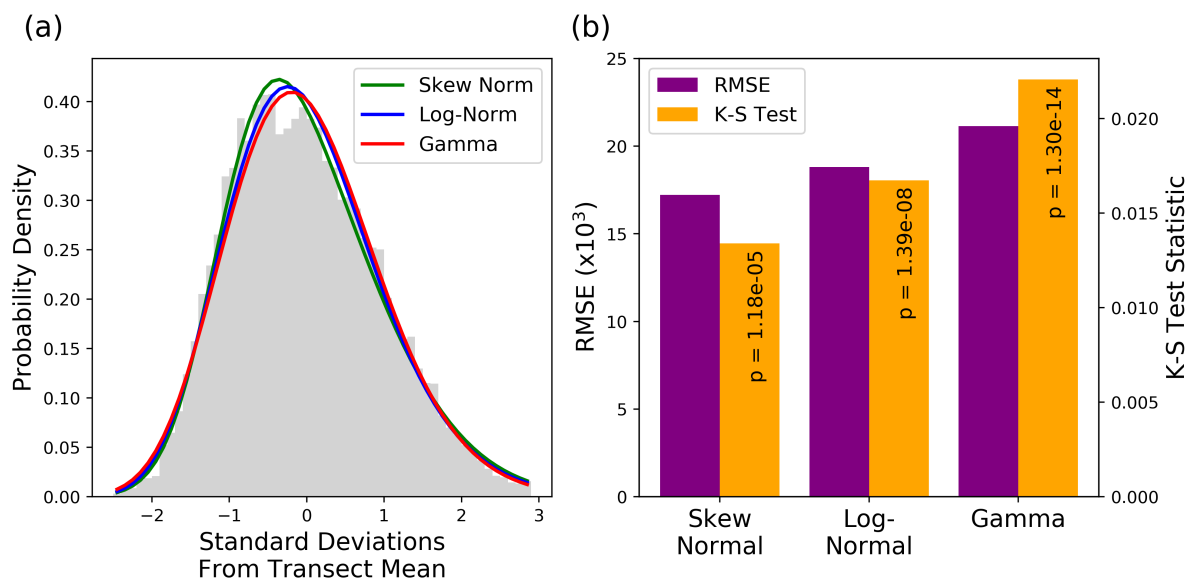 (a)
Skew Norm
Log-Norm
Gamma
Probability Density
0.40
0.35
0.30
0.25
0.20
0.15
0.10
0.05
0.00
−2
−1
0
1
2
3
Standard Deviations
From Transect Mean
(b)
RMSE
K-S Test
RMSE (x10³)
25
20
15
10
5
0
p = 1.18e-05
p = 1.39e-08
p = 1.30e-14
0.020
0.015
0.010
0.005
0.000
K-S Test Statistic
Skew
Normal
Log-
Normal
Gamma